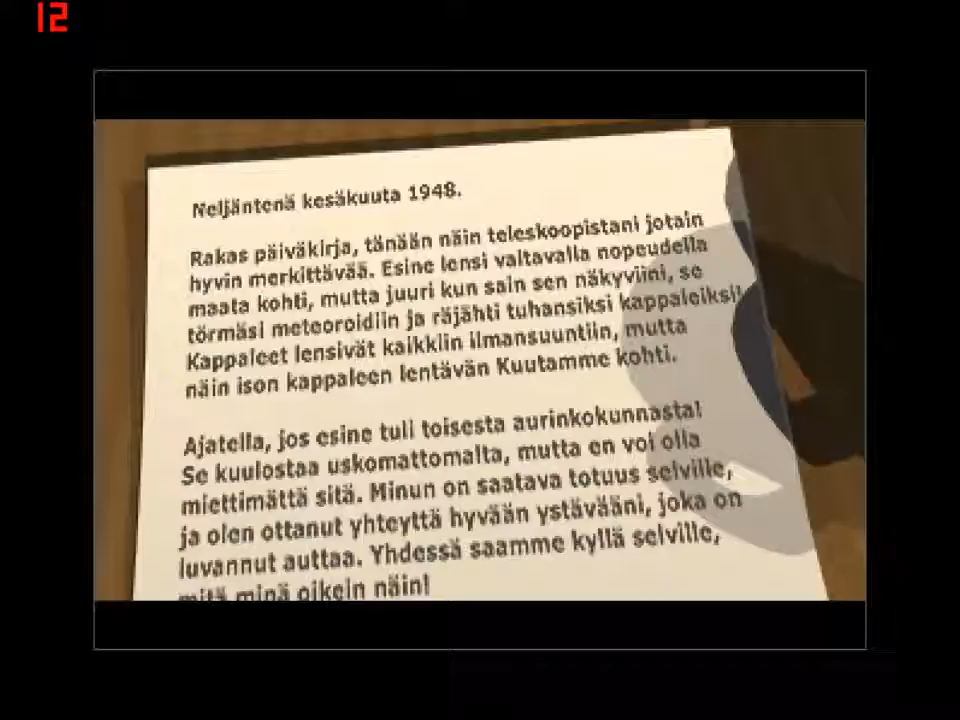 12
Neljäntenä kesäkuuta 1948.
Rakas päiväkirja, tänään näin teleskoopistani jotain
hyvin merkittävää. Esine lensi valtavalla nopeudella
maata kohti, mutta juuri kun sain sen näkyviini, se
törmäsi meteoroidiin ja räjähti tuhansiksi kappaleiksi!
Kappaleet lensivät kaikkiin ilmansuuntiin, mutta
näin ison kappaleen lentävän Kuutamme kohti.
Ajatella, jos esine tuli toisesta aurinkokunnasta!
Se kuulostaa uskomattomalta, mutta en voi olla
miettimättä sitä. Minun on saatava totuus selville,
ja olen ottanut yhteyttä hyvään ystävääni, joka on
luvannut auttaa. Yhdessä saamme kyllä selville,
mitä minä oikein näin!